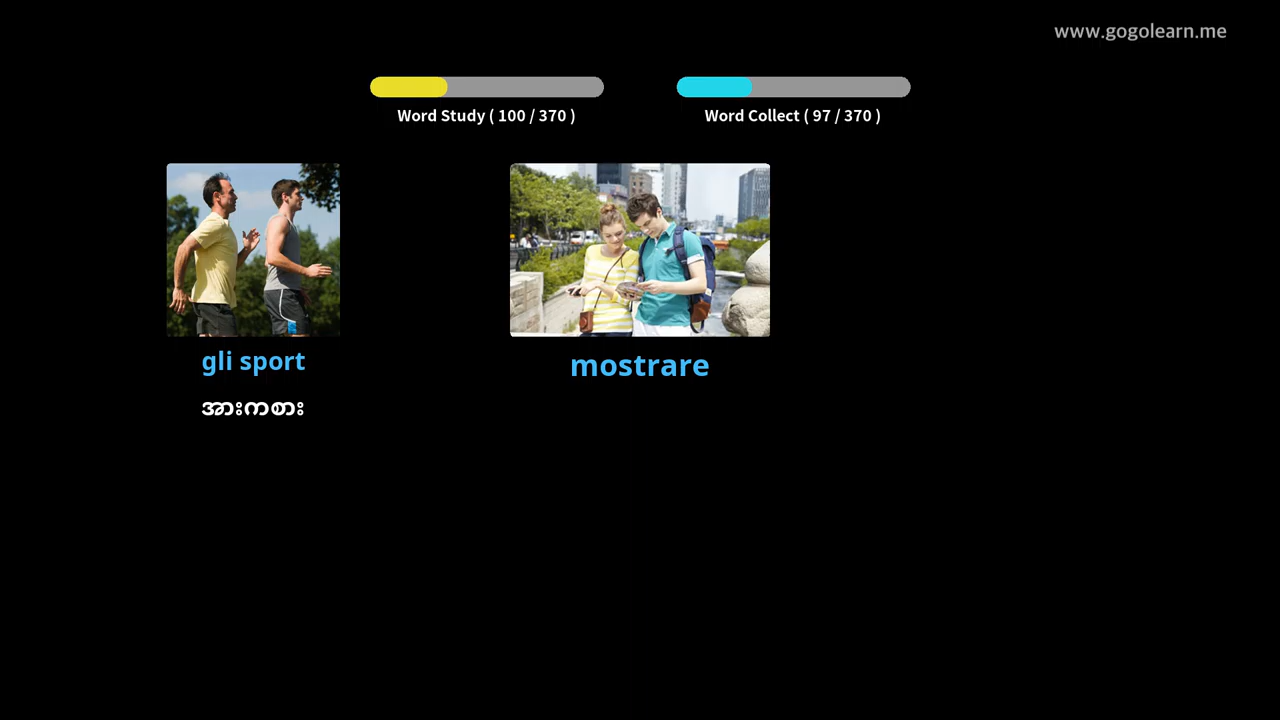 www.gogolearn.me
Word Study ( 100 / 370 )
Word Collect ( 97 / 370 )
gli sport
အားကစား
mostrare